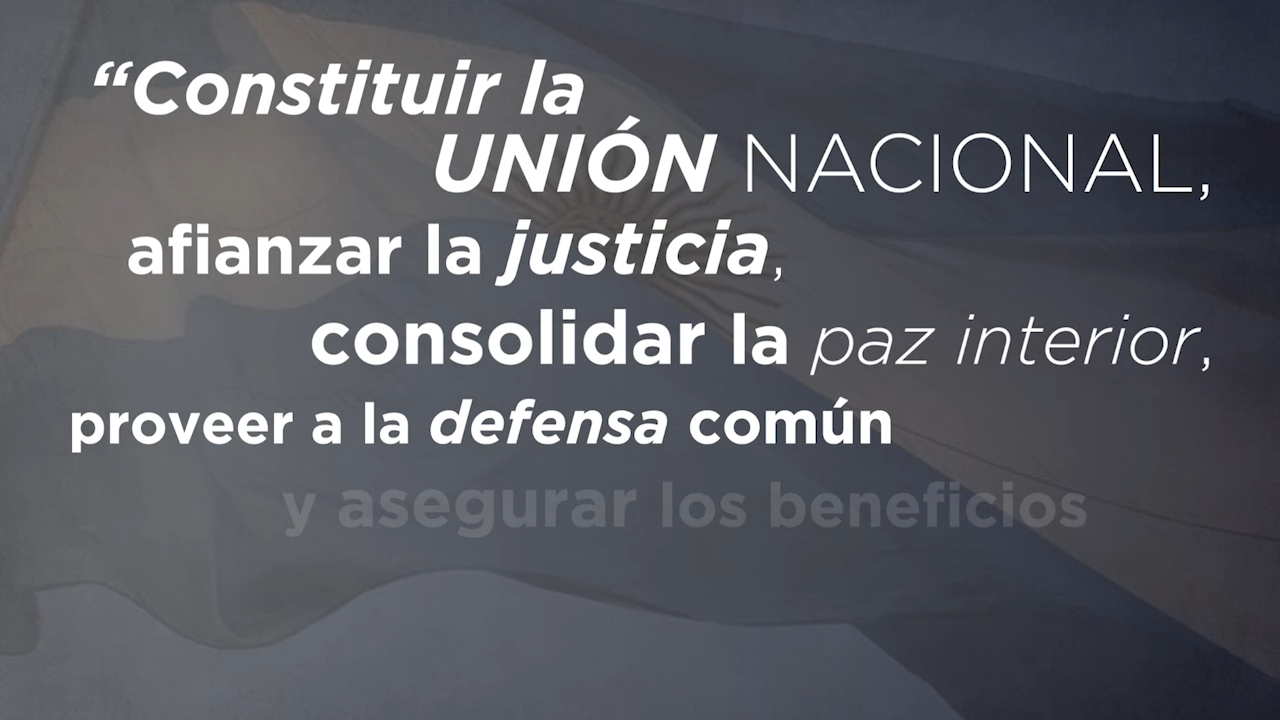 “Constituir la
UNIÓN NACIONAL,
afianzar la justicia,
consolidar la paz interior,
proveer a la defensa común
y asegurar los beneficios